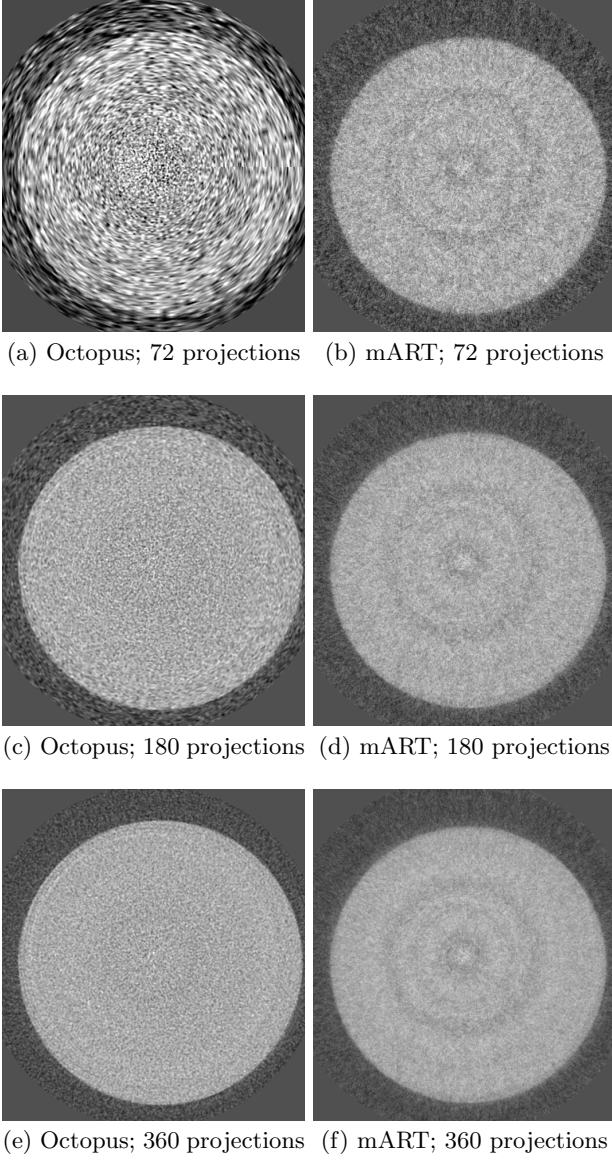 (a) Octopus; 72 projections
(b) mART; 72 projections
(c) Octopus; 180 projections
(d) mART; 180 projections
(e) Octopus; 360 projections
(f) mART; 360 projections